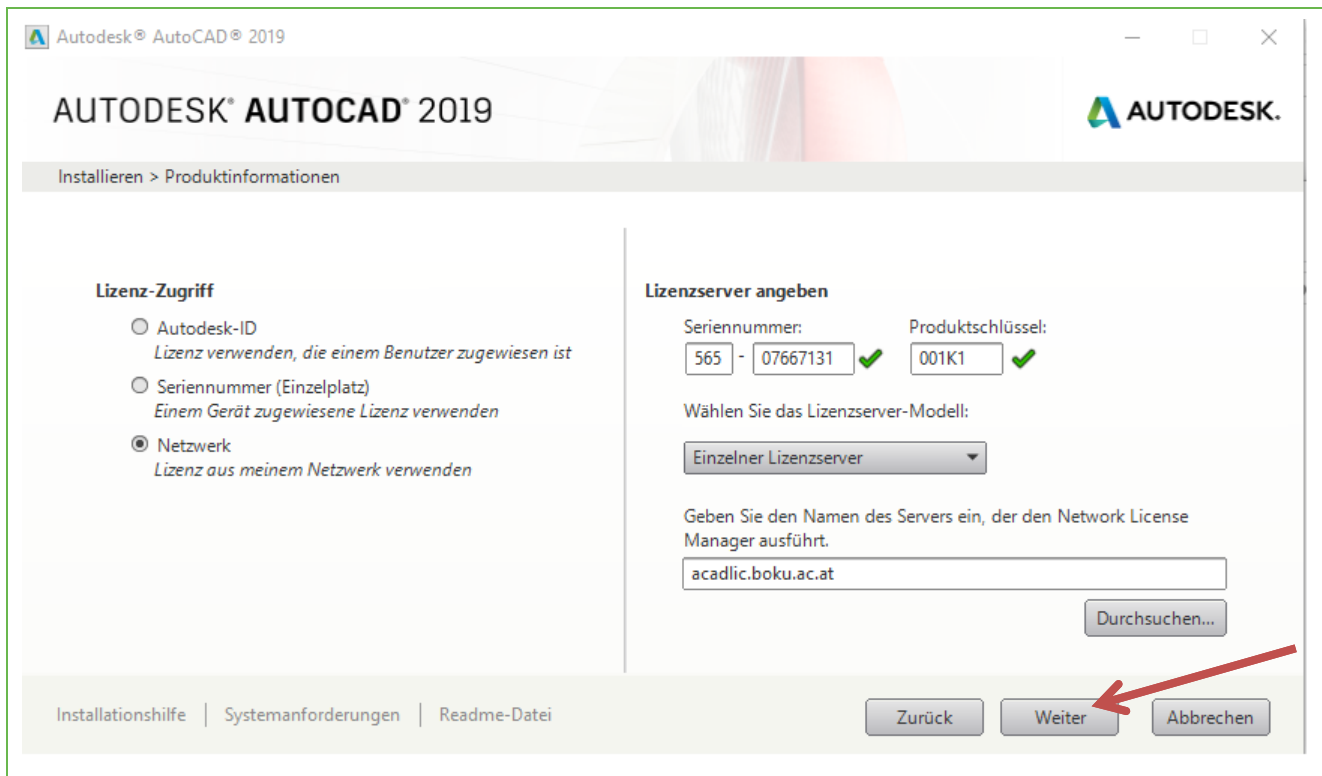 Autodesk® AutoCAD® 2019
AUTODESK® AUTOCAD® 2019
AUTODESK.
Installieren > Produktinformationen
Lizenz-Zugriff
Autodesk-ID
Lizenz verwenden, die einem Benutzer zugewiesen ist
Seriennummer (Einzelplatz)
Einem Gerät zugewiesene Lizenz verwenden
Netzwerk
Lizenz aus meinem Netzwerk verwenden
Lizenzserver angeben
Seriennummer: Produktschlüssel:
565 - 07667131 001K1
Wählen Sie das Lizenzserver-Modell:
Einzelner Lizenzserver
Geben Sie den Namen des Servers ein, der den Network License
Manager ausführt.
acadlic.boku.ac.at
Durchsuchen...
Installationshilfe | Systemanforderungen | Readme-Datei
Zurück Weiter Abbrechen